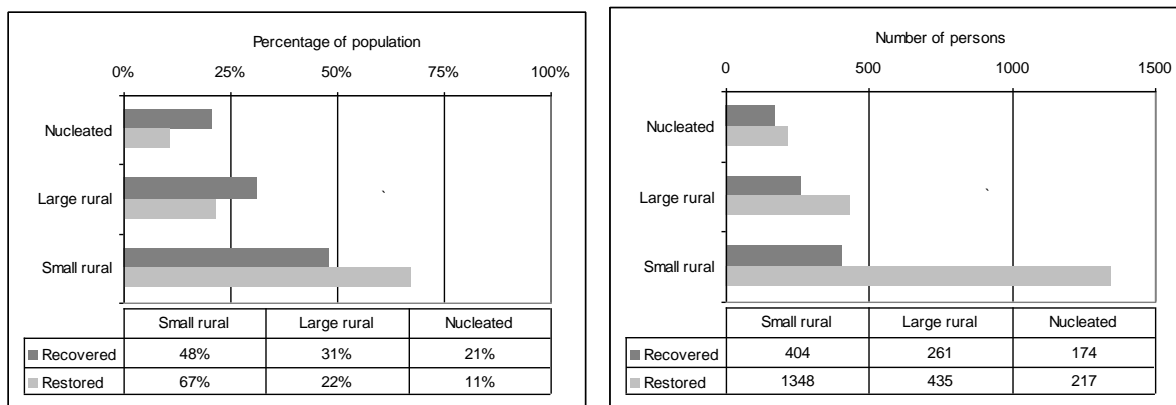 Percentage of population
0% 25% 50% 75% 100%
Nucleated
Large rural
Small rural
Small rural Large rural Nucleated
Recovered 48% 31% 21%
Restored 67% 22% 11%
Number of persons
0 500 1000 1500
Nucleated
Large rural
Small rural
Small rural Large rural Nucleated
Recovered 404 261 174
Restored 1348 435 217